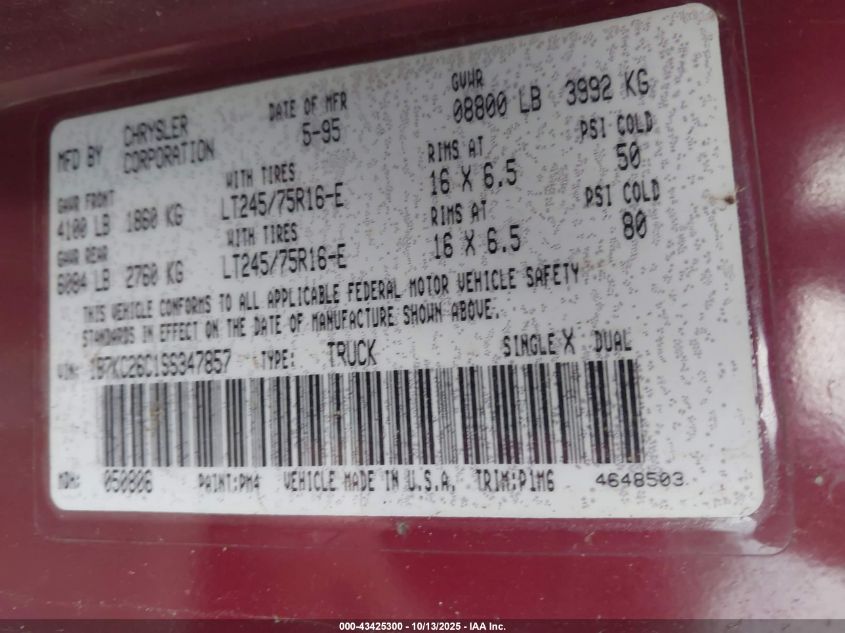 MFD BY CHRYSLER CORPORATION DATE OF MFR 5-95 GVWR 08800 LB 3992 KG
GAWR FRONT WITH TIRES RIMS AT PSI COLD
4100 LB 1860 KG LT245/75R16-E 16 X 6.5 50
GAWR REAR WITH TIRES RIMS AT PSI COLD
6084 LB 2760 KG LT245/75R16-E 16 X 6.5 80
THIS VEHICLE CONFORMS TO ALL APPLICABLE FEDERAL MOTOR VEHICLE SAFETY
STANDARDS IN EFFECT ON THE DATE OF MANUFACTURE SHOWN ABOVE.
VIN: 1B7KC26C1SS347857 TYPE: TRUCK SINGLE X DUAL
MDH: 050806 PAINT:PM4 VEHICLE MADE IN U.S.A. TRIM:P1M6 4648503
000-43425300 - 10/13/2025 - IAA Inc.